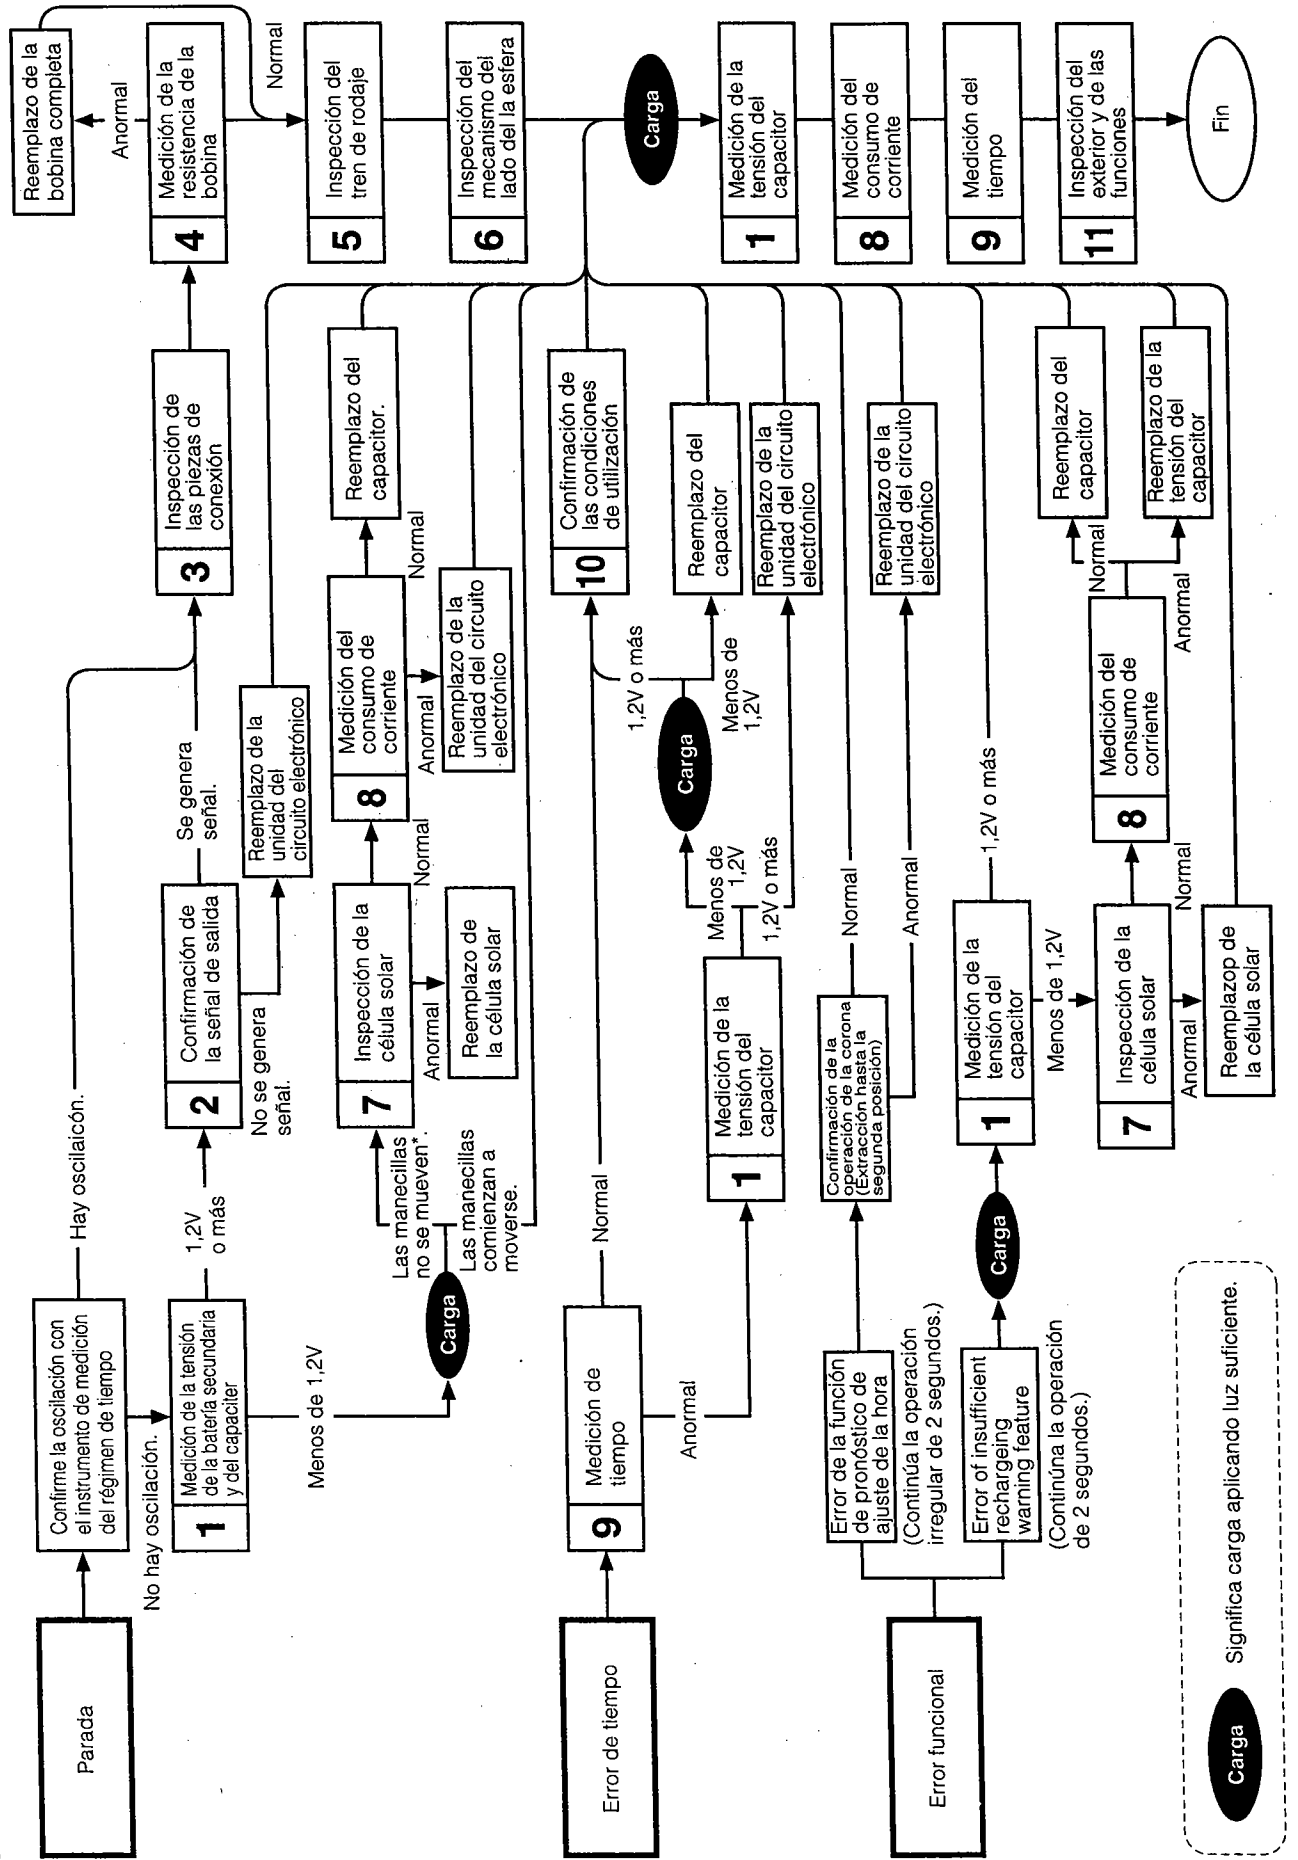 Parada
Confirme la oscilación con
el instrumento de medición
del régimen de tiempo
Hay oscilaicón.
No hay oscilación.
1
Medición de la tensión
de la batería secundaria
y del capaciter
1,2V
o más
Menos de 1,2V
2
Confirmación de
la señal de salida
Se genera
señal.
No se genera
señal.
Reemplazo de la
unidad del
circuito electrónico
3
Inspección de
las piezas de
conexión
4
Medición de la
resistencia de la
bobina
Anormal
Reemplazo de la
bobina completa
Normal
5
Inspección del
tren de rodaje
6
Inspección del
mecanismo del
lado del la esfera
Carga
Las manecillas
no se mueven*.
Las manecillas
comienzan a
moverse.
7
Inspección de la
célula solar
Normal
Anormal
Reemplazo de
la célula solar
8
Medición del
consumo de
corriente
Normal
Anormal
Reemplazo del
capacitor.
Reemplazo de la
unidad del circuito
electrónico
Error de tiempo
9
Medición de
tiempo
Normal
Anormal
1
Medición de la
tensión del
capacitor
Menos de
1,2V
1,2V o más
Carga
1,2V o más
Menos de
1,2V
10
Confirmación de
las condiciones
de utilización
Reemplazo del
capacitor
Reemplazo de la
unidad del circuito
electrónico
Carga
1
Medición de la
tensión del
capacitor
8
Medición del
consumo de
corriente
9
Medición del
tiempo
11
Inspección del
exterior y de las
funciones
Fin
Error funcional
Error de la función
de pronóstico de
ajuste de la hora
(Continúa la operación
irregular de 2 segundos.)
Confirmación de la
operación de la corona
(Extracción hasta la
segunda posición)
Normal
Anormal
Reemplazo de la
unidad del circuito
electrónico
Error of insufficient
rechargeing
warning feature
(Continúna la operación
de 2 segundos.)
Carga
1
Medición de la
tensión del
capacitor
1,2V o más
Menos de 1,2V
7
Inspección de la
célula solar
Normal
Anormal
Reemplazop de
la célula solar
8
Medición del
consumo de
corriente
Normal
Anormal
Reemplazo del
capacitor
Reemplazo de la
tensión del
capacitor
Carga
Significa carga aplicando luz suficiente.